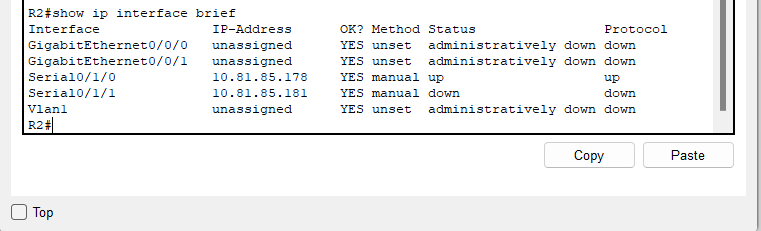 R2#show ip interface brief
Interface IP-Address OK? Method Status Protocol
GigabitEthernet0/0/0 unassigned YES unset administratively down down
GigabitEthernet0/0/1 unassigned YES unset administratively down down
Serial0/1/0 10.81.85.178 YES manual up up
Serial0/1/1 10.81.85.181 YES manual down down
Vlan1 unassigned YES unset administratively down down
R2#
Copy Paste
Top